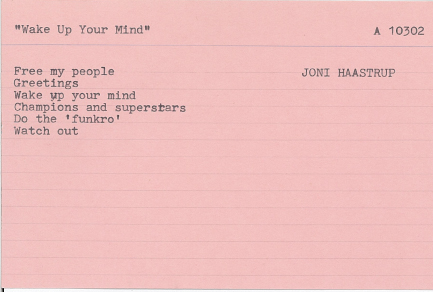 "Wake Up Your Mind" A 10302
Free my people JONI HAASTRUP
Greetings
Wake up your mind
Champions and superstars
Do the 'funkro'
Watch out